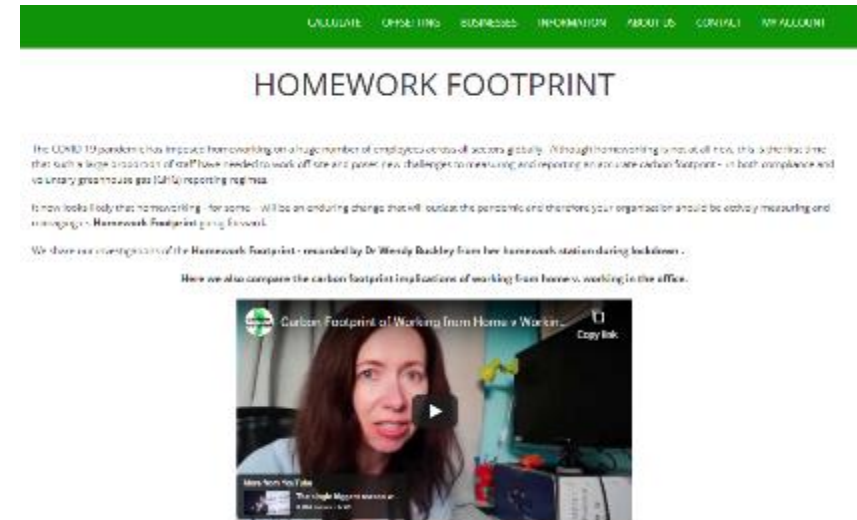 CALCULATE OFFSETTING BUSINESSES INFORMATION ABOUT US CONTACT MY ACCOUNT
HOMEWORK FOOTPRINT
The COVID 19 pandemic has imposed homeworking on a huge number of employees across all sectors globally. Although homeworking is not at all new, this is the first time
that such a large proportion of staff have needed to work off site and poses new challenges to measuring and reporting an accurate carbon footprint - in both compliance and
voluntary greenhouse gas (GHG) reporting regimes.
It now looks likely that homeworking - for some - will be an enduring change that will outlast the pandemic and therefore your organisation should be actively measuring and
managing its Homework Footprint going forward.
We share our investigations of the Homework Footprint - recorded by Dr Wendy Buckley from her homework station during lockdown .
Here we also compare the carbon footprint implications of working from home v. working in the office.
Carbon Footprint of Working from Home v Workin...
Copy link
More from YouTube
The single biggest reason w...